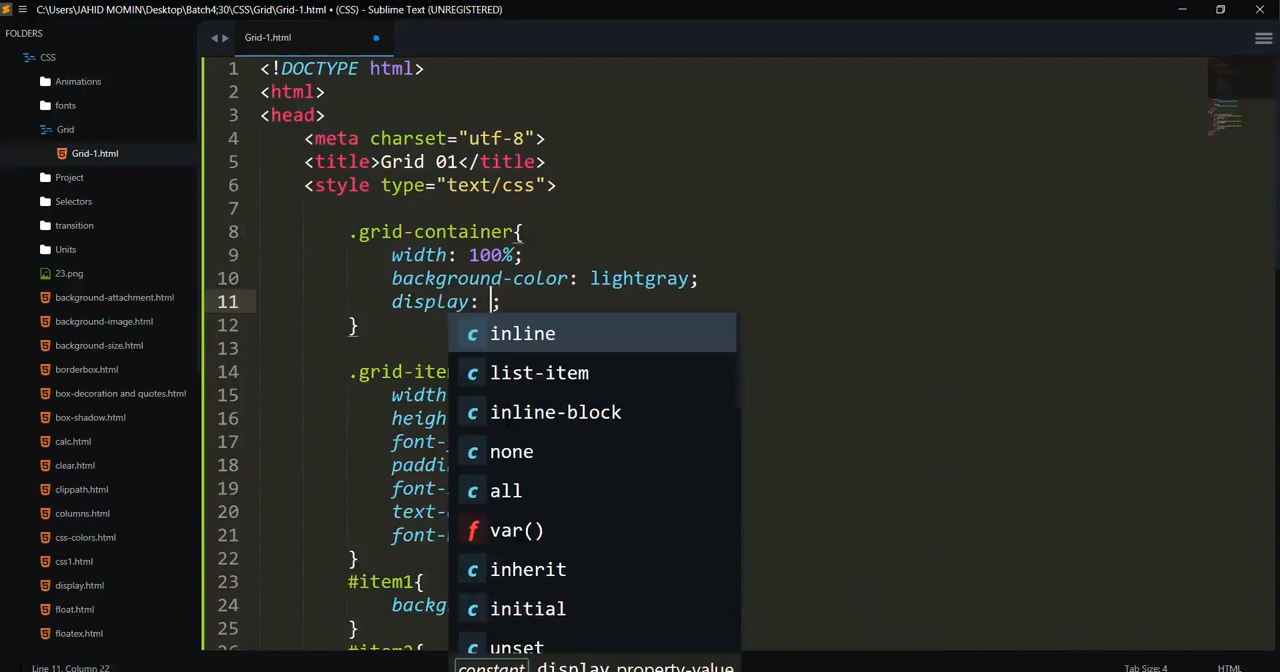 C:\Users\JAHID MOMIN\Desktop\Batch4;30\CSS\Grid\Grid-1.html • (CSS) - Sublime Text (UNREGISTERED)
FOLDERS
CSS
Animations
fonts
Grid
Grid-1.html
Project
Selectors
transition
Units
23.png
background-attachment.html
background-image.html
background-size.html
borderbox.html
box-decoration and quotes.html
box-shadow.html
calc.html
clear.html
clippath.html
columns.html
css-colors.html
css1.html
display.html
float.html
floatex.html
Grid-1.html
1 <!DOCTYPE html>
2 <html>
3 <head>
4 <meta charset="utf-8">
5 <title>Grid 01</title>
6 <style type="text/css">
7
8 .grid-container{
9 width: 100%;
10 background-color: lightgray;
11 display: ;
12 }
13
14 .grid-ite
15 width
16 heigh
17 font-
18 paddi
19 font-
20 text-
21 font-
22 }
23 #item1{
24 backg
25 }
c inline
c list-item
c inline-block
c none
c all
f var()
c inherit
c initial
c unset
constant display property-value
Line 11, Column 22
Tab Size: 4
HTML